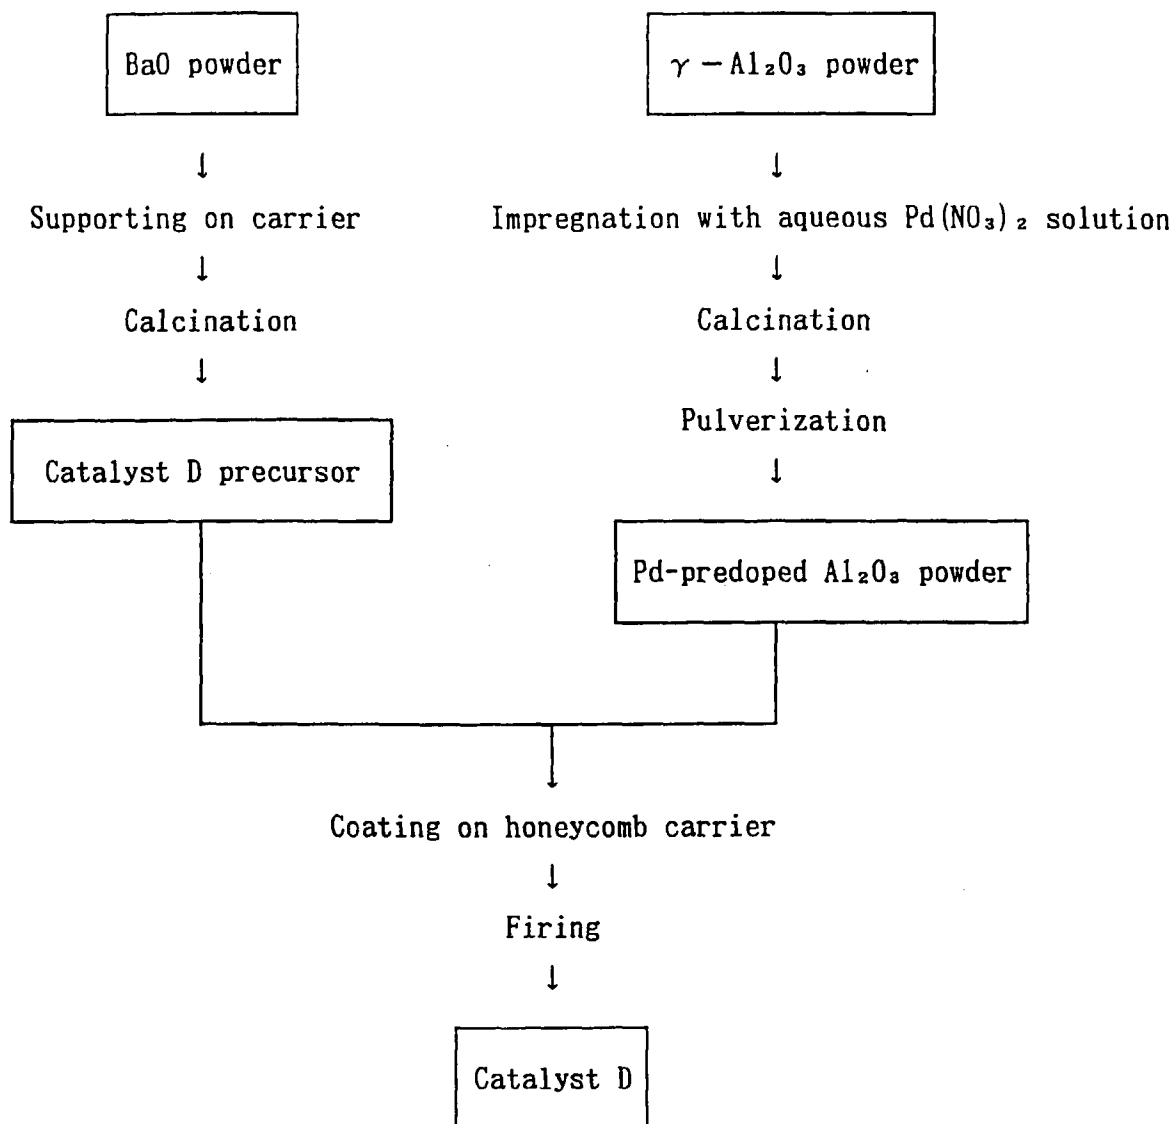 BaO powder
γ-Al₂O₃ powder
↓
↓
Supporting on carrier
Impregnation with aqueous Pd(NO₃)₂ solution
↓
↓
Calcination
Calcination
↓
↓
Pulverization
Catalyst D precursor
↓
Pd-predoped Al₂O₃ powder
Coating on honeycomb carrier
↓
Firing
↓
Catalyst D